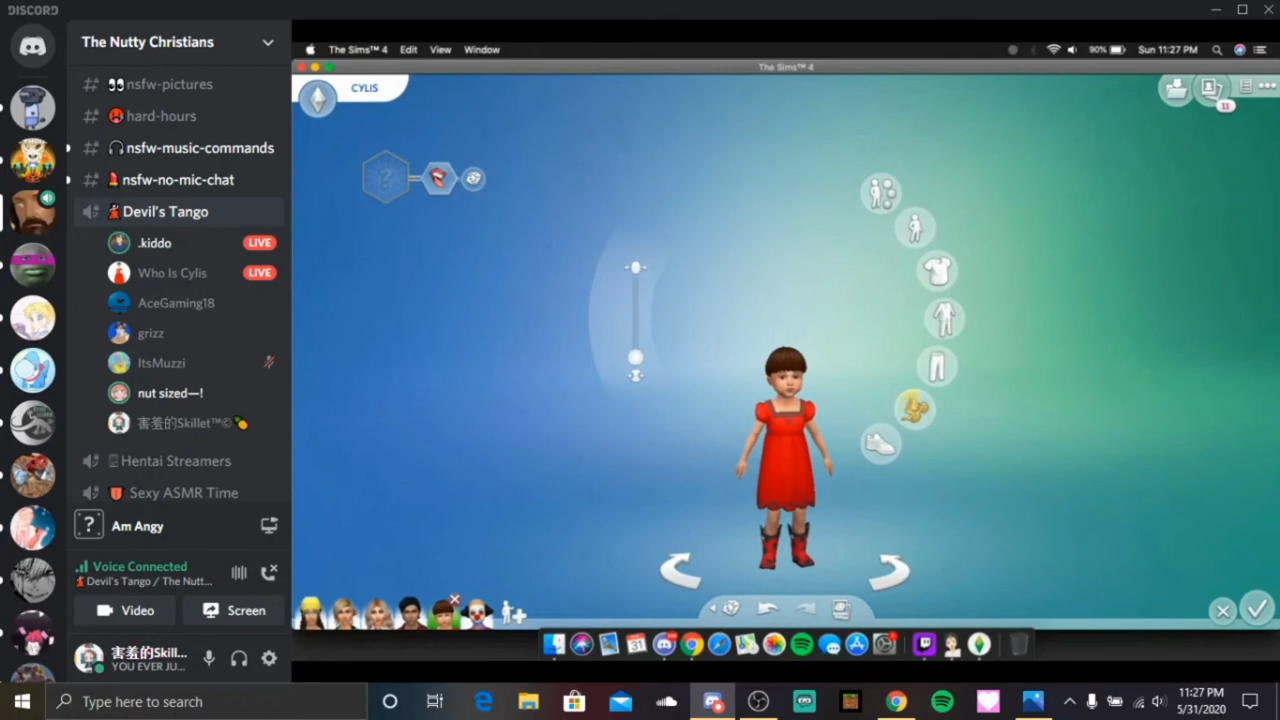 DISCORD
The Nutty Christians
nsfw-pictures
hard-hours
nsfw-music-commands
nsfw-no-mic-chat
Devil's Tango
.kiddo LIVE
Who Is Cylis LIVE
AceGaming18
grizz
ItsMuzzi
nut sized—!
害羞的Skillet™©
Hentai Streamers
Sexy ASMR Time
? Am Angy
Voice Connected
Devil's Tango / The Nutt...
Video Screen
害羞的Skill...
YOU EVER JU...
The Sims™ 4 Edit View Window 90% Sun 11:27 PM
The Sims™ 4
CYLIS
11
31
Type here to search
11:27 PM
5/31/2020